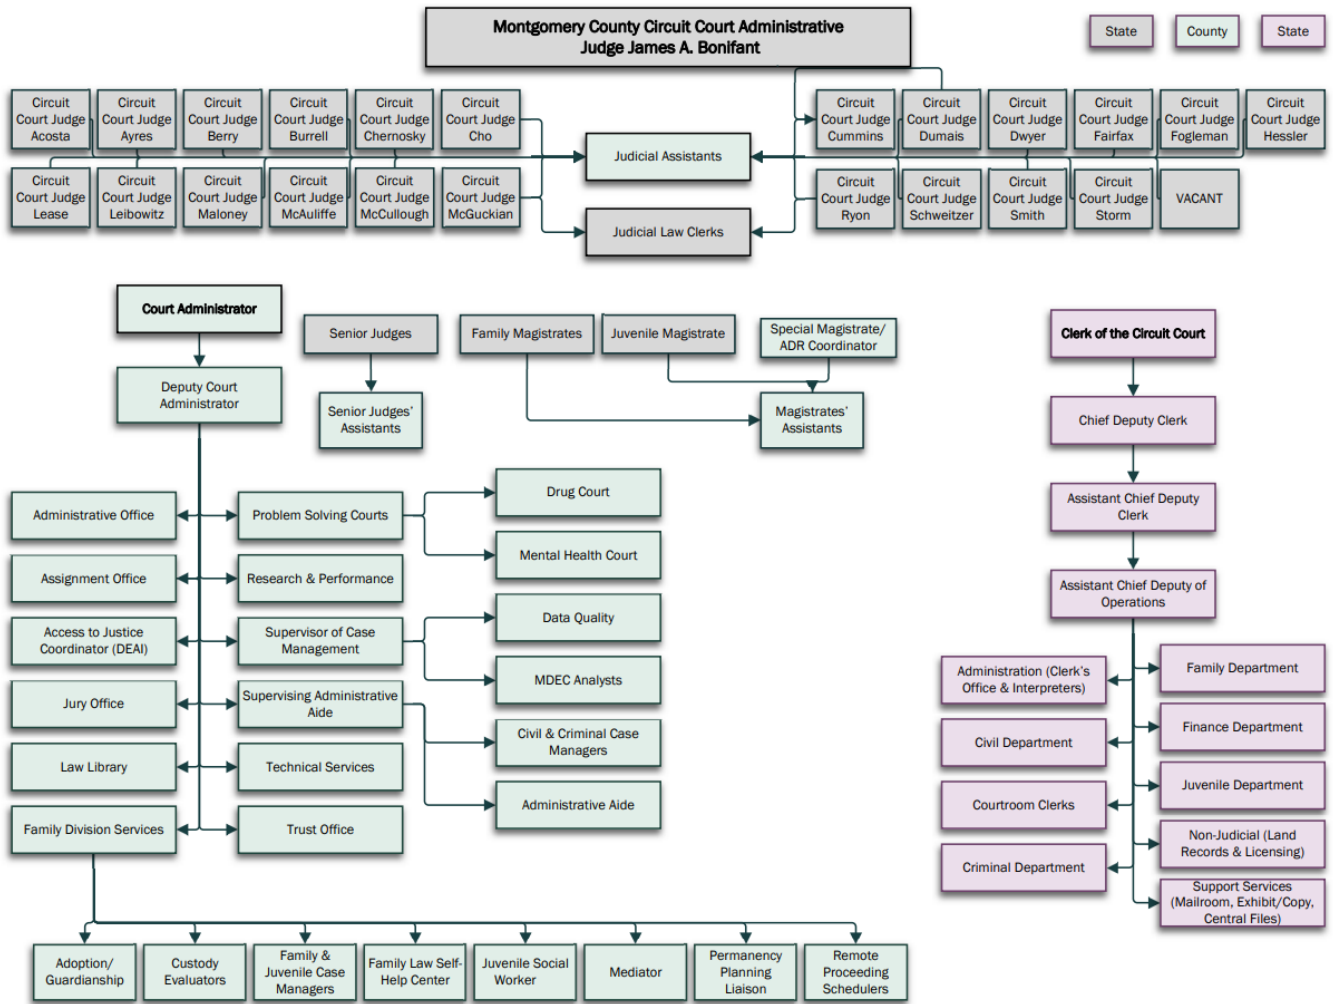 Montgomery County Circuit Court Administrative
Judge James A. Bonifant
State
County
State
Circuit
Court Judge
Acosta
Circuit
Court Judge
Ayres
Circuit
Court Judge
Berry
Circuit
Court Judge
Burrell
Circuit
Court Judge
Chernosky
Circuit
Court Judge
Cho
Circuit
Court Judge
Cummins
Circuit
Court Judge
Dumais
Circuit
Court Judge
Dwyer
Circuit
Court Judge
Fairfax
Circuit
Court Judge
Fogleman
Circuit
Court Judge
Hessler
Judicial Assistants
Circuit
Court Judge
Lease
Circuit
Court Judge
Leibowitz
Circuit
Court Judge
Maloney
Circuit
Court Judge
McAuliffe
Circuit
Court Judge
McCullough
Circuit
Court Judge
McGuckian
Circuit
Court Judge
Ryon
Circuit
Court Judge
Schweitzer
Circuit
Court Judge
Smith
Circuit
Court Judge
Storm
VACANT
Judicial Law Clerks
Court Administrator
Deputy Court
Administrator
Senior Judges
Senior Judges'
Assistants
Family Magistrates
Juvenile Magistrate
Special Magistrate/
ADR Coordinator
Magistrates'
Assistants
Clerk of the Circuit Court
Chief Deputy Clerk
Assistant Chief Deputy
Clerk
Assistant Chief Deputy of
Operations
Administrative Office
Problem Solving Courts
Drug Court
Mental Health Court
Assignment Office
Research & Performance
Access to Justice
Coordinator (DEAI)
Supervisor of Case
Management
Data Quality
MDEC Analysts
Jury Office
Supervising Administrative
Aide
Civil & Criminal Case
Managers
Administrative Aide
Law Library
Technical Services
Family Division Services
Trust Office
Administration (Clerk's
Office & Interpreters)
Civil Department
Courtroom Clerks
Criminal Department
Family Department
Finance Department
Juvenile Department
Non-Judicial (Land
Records & Licensing)
Support Services
(Mailroom, Exhibit/Copy,
Central Files)
Adoption/
Guardianship
Custody
Evaluators
Family &
Juvenile Case
Managers
Family Law Self-
Help Center
Juvenile Social
Worker
Mediator
Permanency
Planning
Liaison
Remote
Proceeding
Schedulers